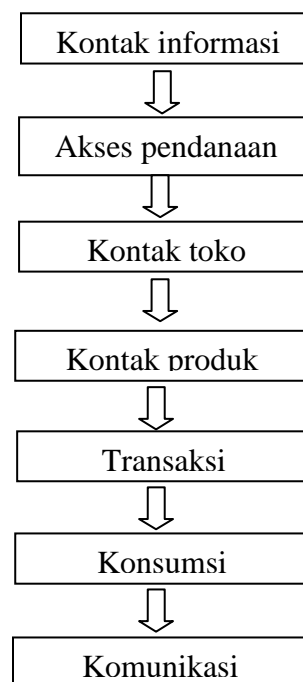 Kontak informasi
Akses pendanaan
Kontak toko
Kontak produk
Transaksi
Konsumsi
Komunikasi